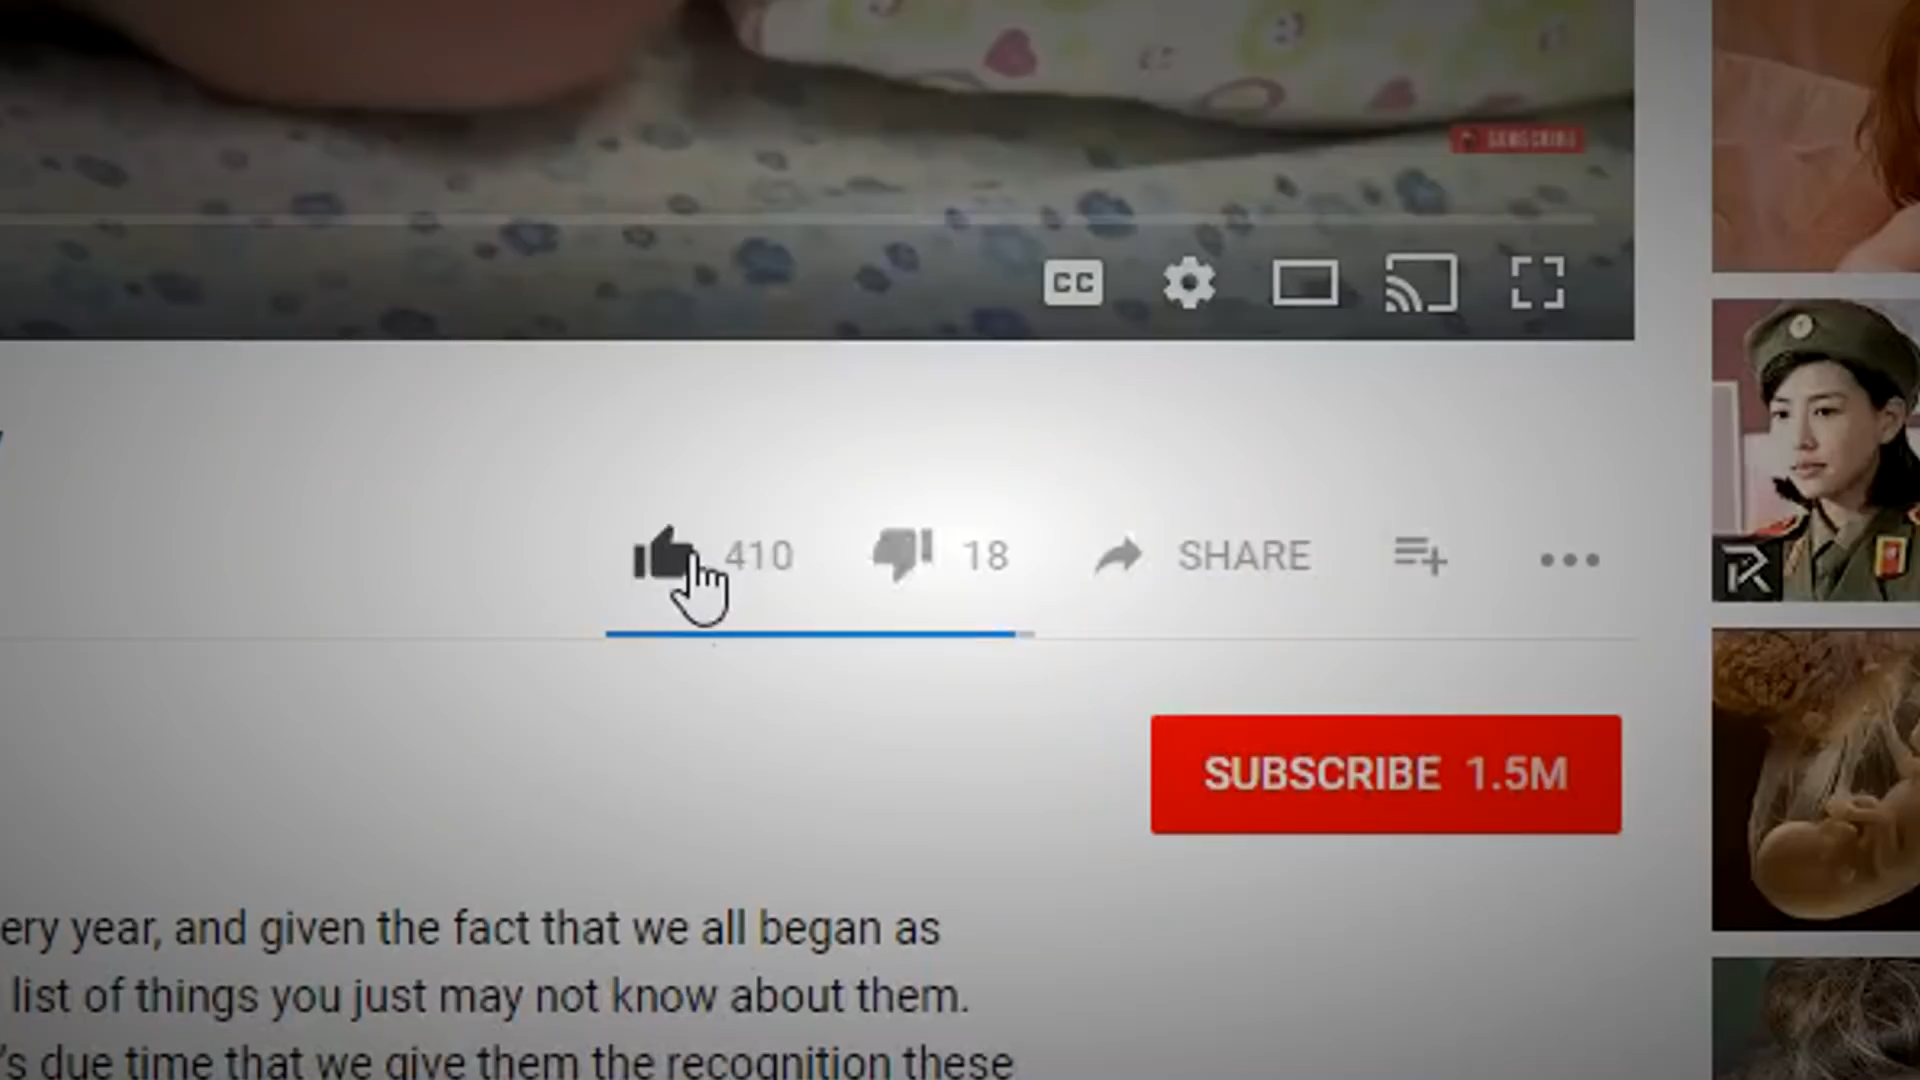 SUBSCRIBE
CC
410 18 SHARE
SUBSCRIBE 1.5M
ery year, and given the fact that we all began as
list of things you just may not know about them.
's due time that we give them the recognition these